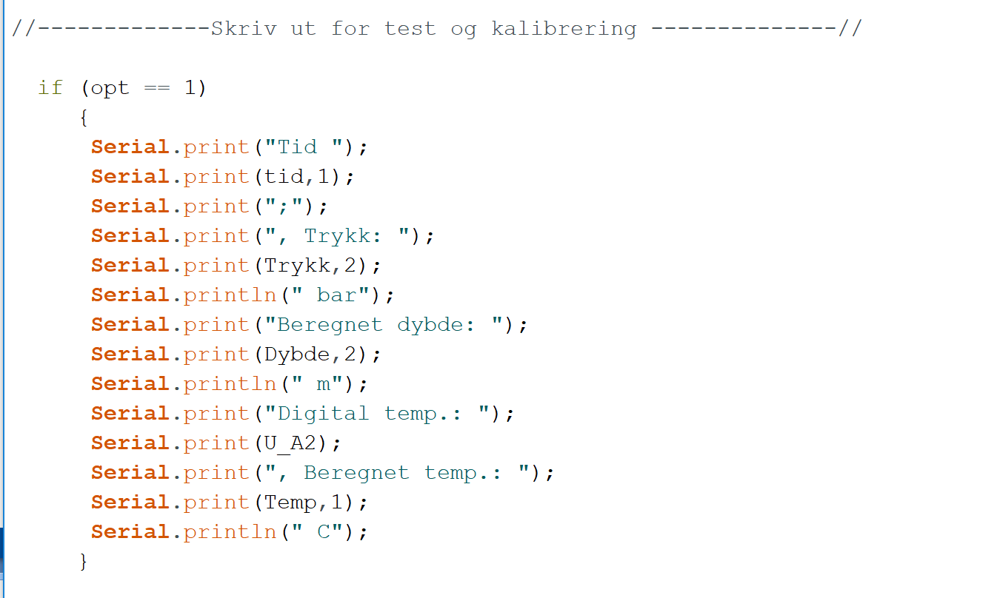 //-------------Skriv ut for test og kalibrering --------------//
if (opt == 1)
{
Serial.print("Tid ");
Serial.print(tid,1);
Serial.print(";");
Serial.print(", Trykk: ");
Serial.print(Trykk,2);
Serial.println(" bar");
Serial.print("Beregnet dybde: ");
Serial.print(Dybde,2);
Serial.println(" m");
Serial.print("Digital temp.: ");
Serial.print(U_A2);
Serial.print(", Beregnet temp.: ");
Serial.print(Temp,1);
Serial.println(" C");
}